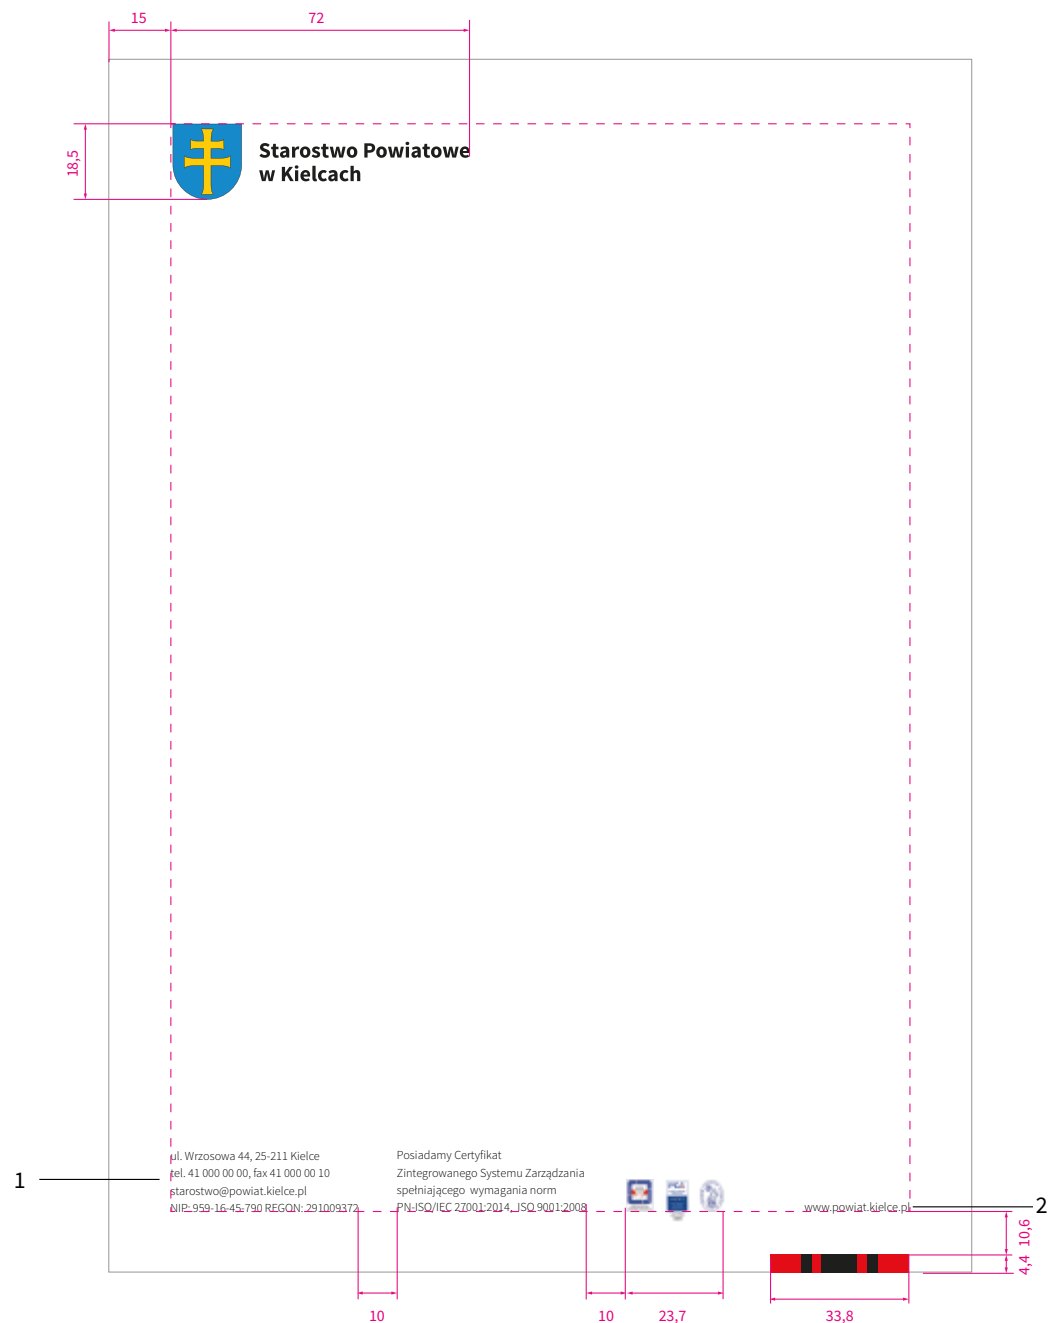 15
72
18,5
Starostwo Powiatowe
w Kielcach
ul. Wrzosowa 44, 25-211 Kielce
tel. 41 000 00 00, fax 41 000 00 10
starostwo@powiat.kielce.pl
NIP: 959-16-45-790 REGON: 291009372
Posiadamy Certyfikat
Zintegrowanego Systemu Zarządzania
spełniającego wymagania norm
PN-ISO/IEC 27001:2014, ISO 9001:2008
PCA
www.powiat.kielce.pl
1
2
10,6
4,4
10
10
23,7
33,8